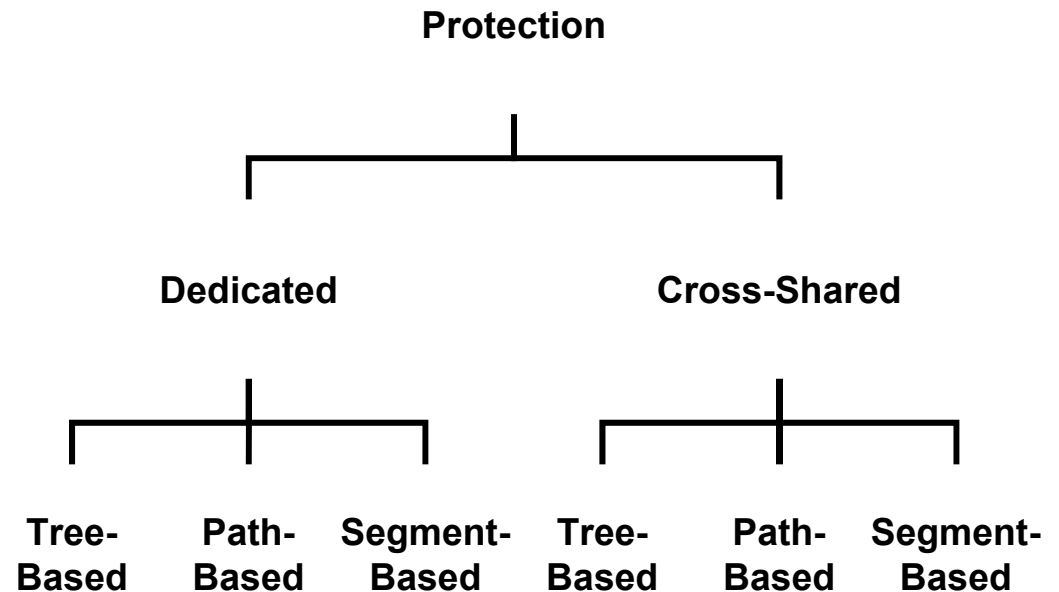 Protection
Dedicated
Cross-Shared
Tree-
Based
Path-
Based
Segment-
Based
Tree-
Based
Path-
Based
Segment-
Based